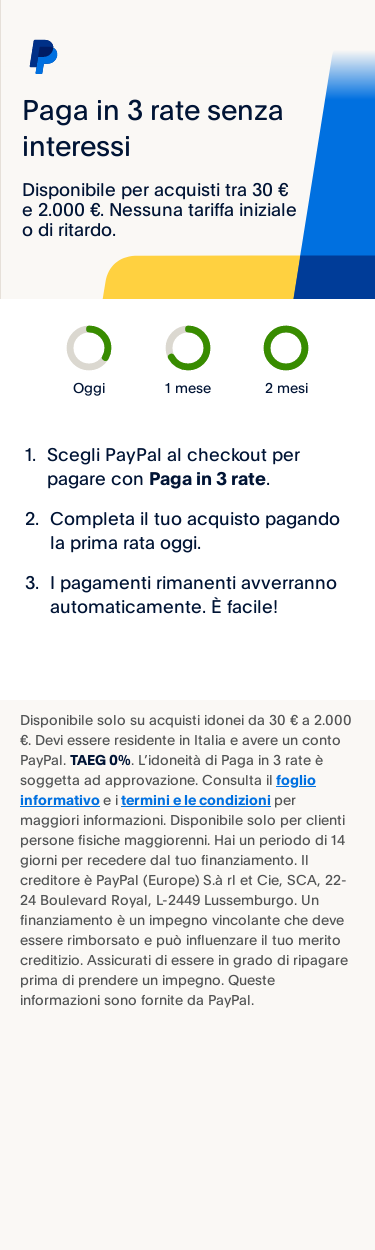 Paga in 3 rate senza
interessi
Disponibile per acquisti tra 30 €
e 2.000 €. Nessuna tariffa iniziale
o di ritardo.
Oggi 1 mese 2 mesi
1. Scegli PayPal al checkout per
pagare con Paga in 3 rate.
2. Completa il tuo acquisto pagando
la prima rata oggi.
3. I pagamenti rimanenti avverranno
automaticamente. È facile!
Disponibile solo su acquisti idonei da 30 € a 2.000
€. Devi essere residente in Italia e avere un conto
PayPal. TAEG 0%. L’idoneità di Paga in 3 rate è
soggetta ad approvazione. Consulta il foglio
informativo e i termini e le condizioni per
maggiori informazioni. Disponibile solo per clienti
persone fisiche maggiorenni. Hai un periodo di 14
giorni per recedere dal tuo finanziamento. Il
creditore è PayPal (Europe) S.à rl et Cie, SCA, 22-
24 Boulevard Royal, L-2449 Lussemburgo. Un
finanziamento è un impegno vincolante che deve
essere rimborsato e può influenzare il tuo merito
creditizio. Assicurati di essere in grado di ripagare
prima di prendere un impegno. Queste
informazioni sono fornite da PayPal.